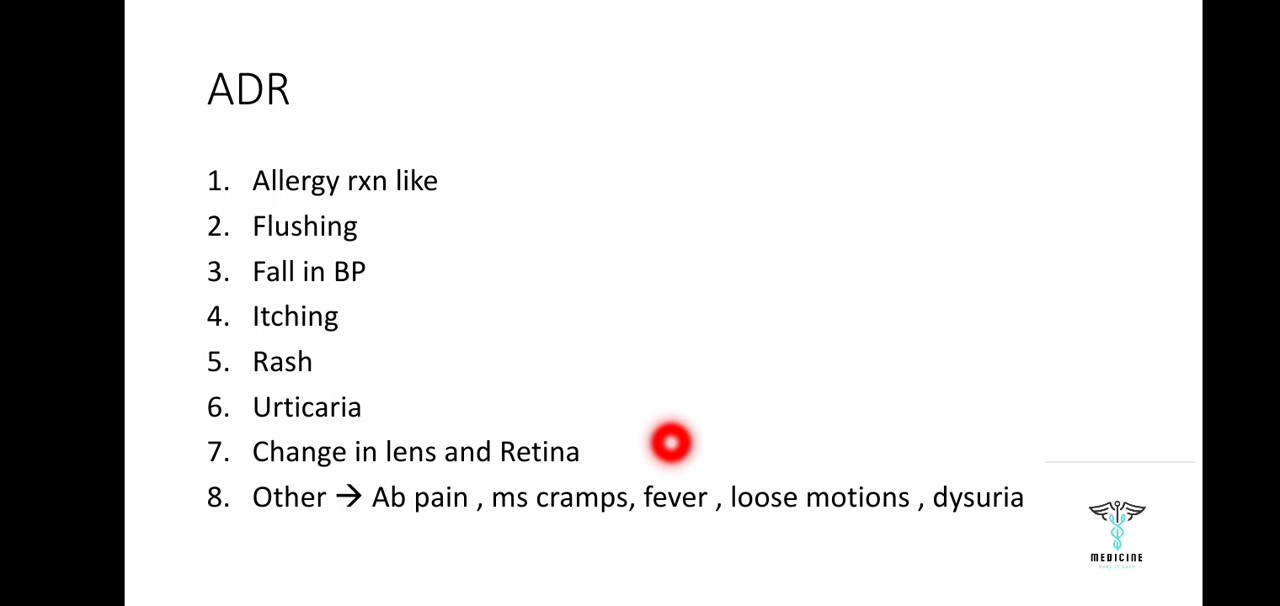 ADR
1. Allergy rxn like
2. Flushing
3. Fall in BP
4. Itching
5. Rash
6. Urticaria
7. Change in lens and Retina
8. Other → Ab pain , ms cramps, fever , loose motions , dysuria
MEDICINE